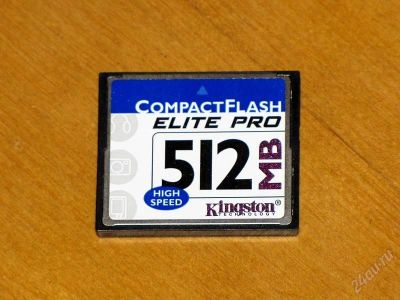 COMPACTFLASH
ELITE PRO
512 MB
HIGH SPEED
Kingston
TECHNOLOGY
24au.ru